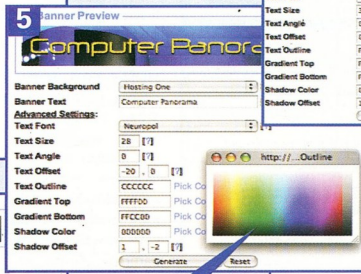 5
Banner Preview
Computer Panor
Banner Background Hosting One
Banner Text Computer Panorama
Advanced Settings:
Text Font Neuropol [?]
Text Size 28 [?]
Text Angle 0 [?]
Text Offset -20 , 0 [?]
Text Outline CCCCCC Pick Co
Gradient Top FFFF00 Pick Co
Gradient Bottom FFCC00 Pick Co
Shadow Color 000000 Pick Co
Shadow Offset 1 , -2 [?]
Generate Reset
Text Size
Text Angle
Text Offset
Text Outline
Gradient Top
Gradient Bottom
Shadow Color
Shadow Offset
http://...Outline